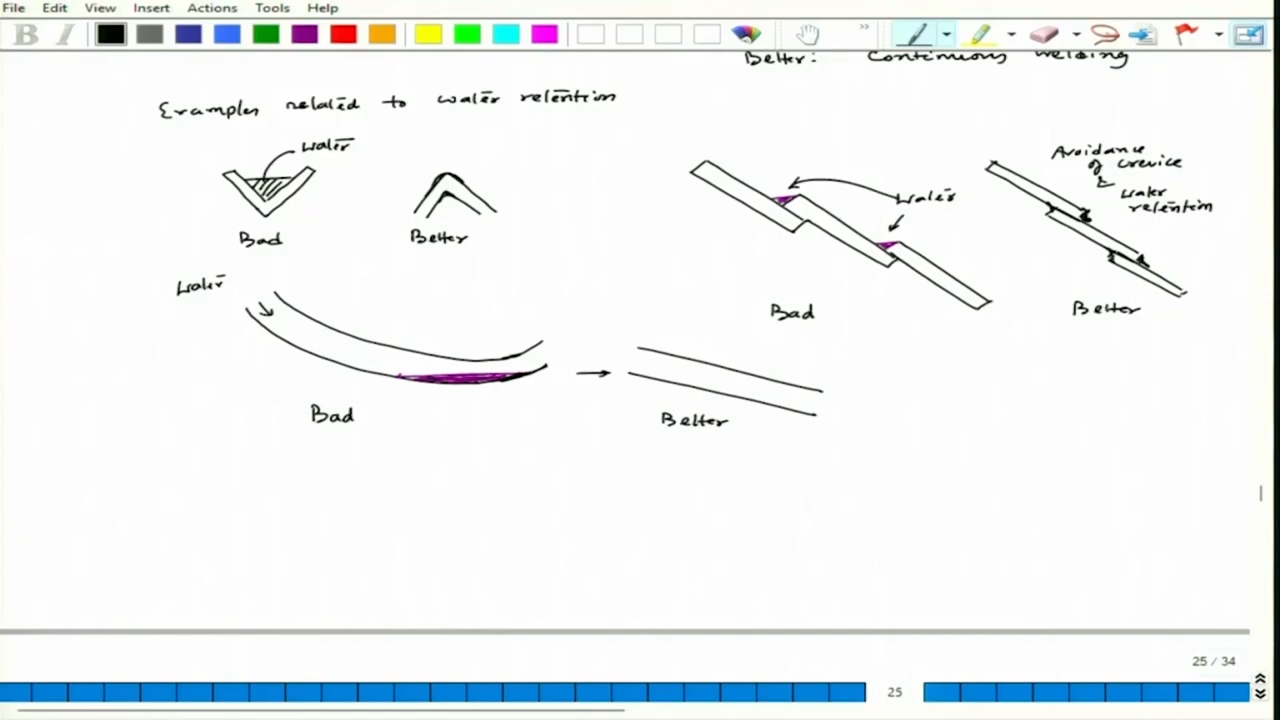 File Edit View Insert Actions Tools Help
B I
Better: Continuous welding
Examples related to water retention
water
Bad
Better
water
Avoidance
of crevice
&
water
retention
Bad
Better
water
Bad
Better
25 / 34
25